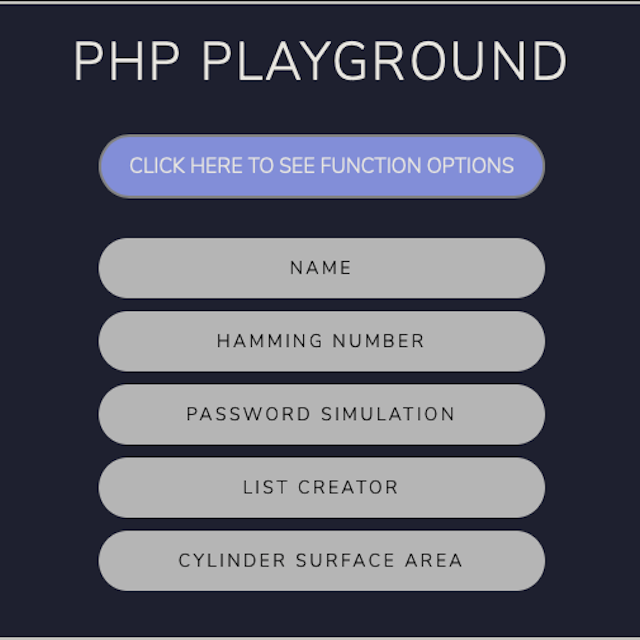 PHP PLAYGROUND
CLICK HERE TO SEE FUNCTION OPTIONS
NAME
HAMMING NUMBER
PASSWORD SIMULATION
LIST CREATOR
CYLINDER SURFACE AREA